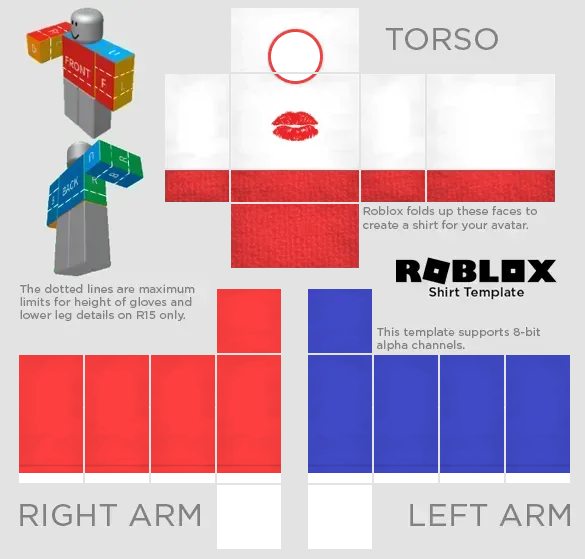 TORSO
FRONT
F
L
U
BACK
R
B
U
R
B
Roblox folds up these faces to
create a shirt for your avatar.
ROBLOX
Shirt Template
The dotted lines are maximum
limits for height of gloves and
lower leg details on R15 only.
This template supports 8-bit
alpha channels.
RIGHT ARM
LEFT ARM